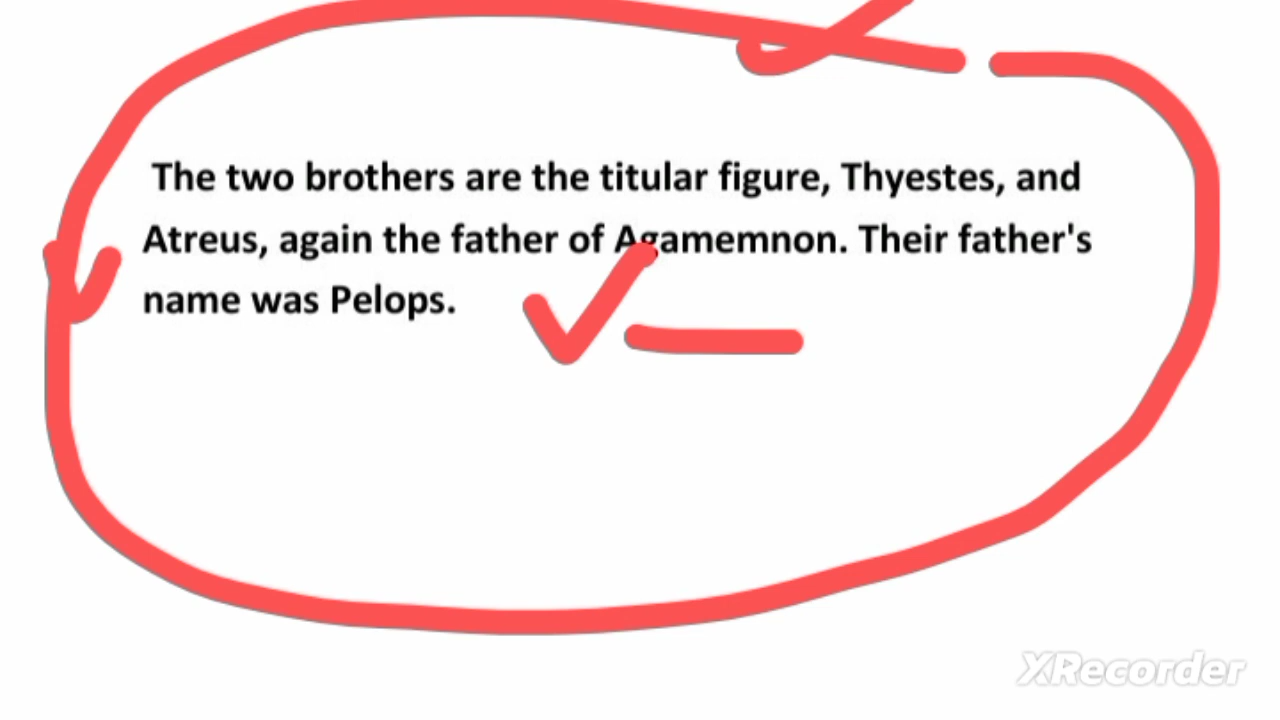 The two brothers are the titular figure, Thyestes, and
Atreus, again the father of Agamemnon. Their father's
name was Pelops.
XRecorder